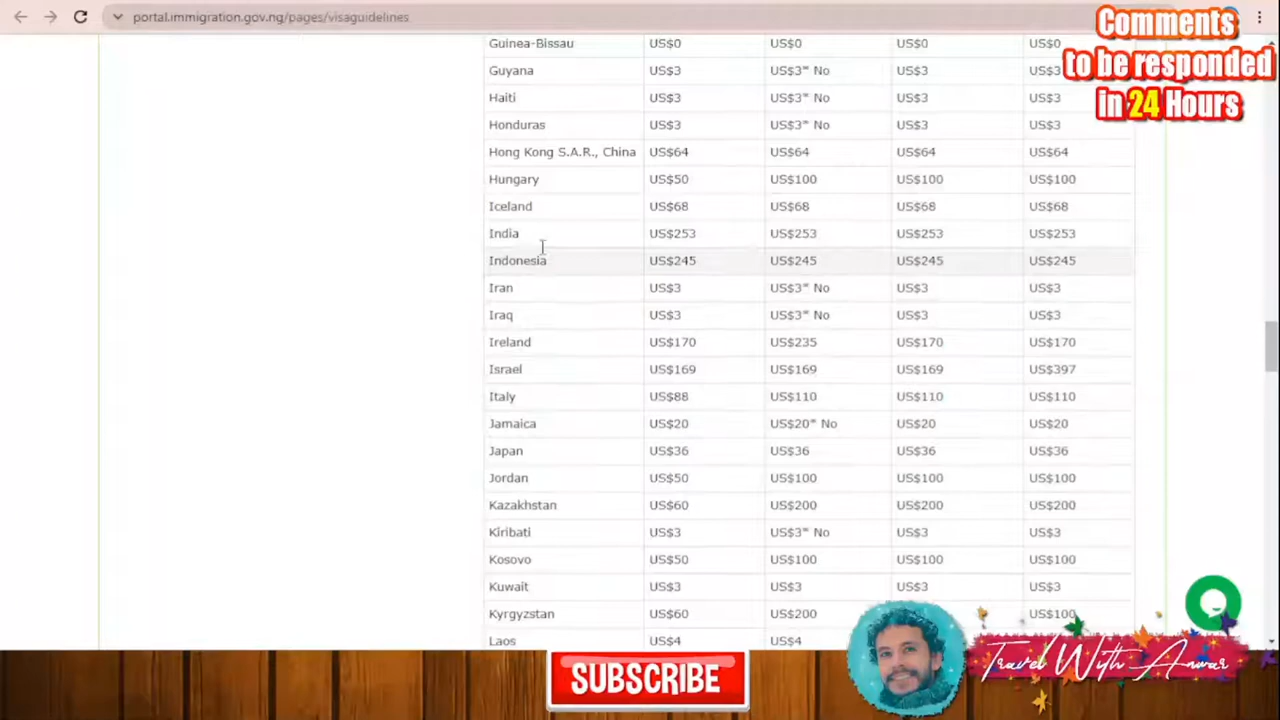 portal.immigration.gov.ng/pages/visaguidelines
Comments
to be responded
in 24 Hours
Guinea-Bissau US$0 US$0 US$0 US$0
Guyana US$3 US$3* No US$3 US$3
Haiti US$3 US$3* No US$3 US$3
Honduras US$3 US$3* No US$3 US$3
Hong Kong S.A.R., China US$64 US$64 US$64 US$64
Hungary US$50 US$100 US$100 US$100
Iceland US$68 US$68 US$68 US$68
India US$253 US$253 US$253 US$253
Indonesia US$245 US$245 US$245 US$245
Iran US$3 US$3* No US$3 US$3
Iraq US$3 US$3* No US$3 US$3
Ireland US$170 US$235 US$170 US$170
Israel US$169 US$169 US$169 US$397
Italy US$88 US$110 US$110 US$110
Jamaica US$20 US$20* No US$20 US$20
Japan US$36 US$36 US$36 US$36
Jordan US$50 US$100 US$100 US$100
Kazakhstan US$60 US$200 US$200 US$200
Kiribati US$3 US$3* No US$3 US$3
Kosovo US$50 US$100 US$100 US$100
Kuwait US$3 US$3 US$3 US$3
Kyrgyzstan US$60 US$200 US$100
Laos US$4 US$4
SUBSCRIBE
Travel With Anwar